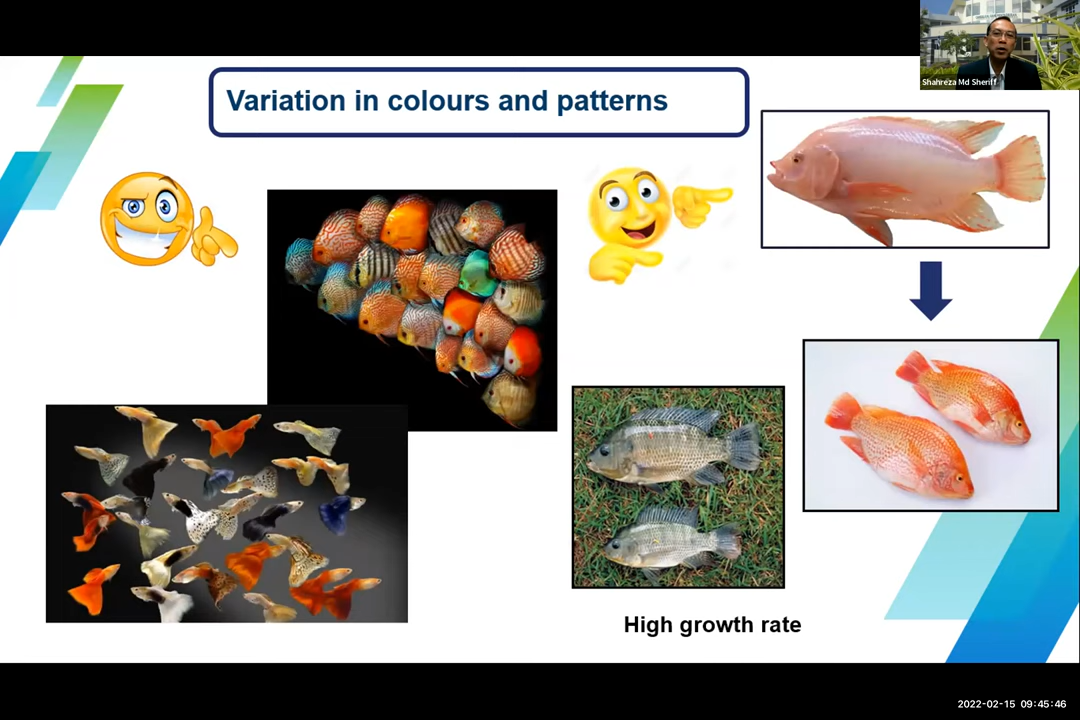 Shahreza Md Sheriff
Variation in colours and patterns
High growth rate
2022-02-15 09:45:46